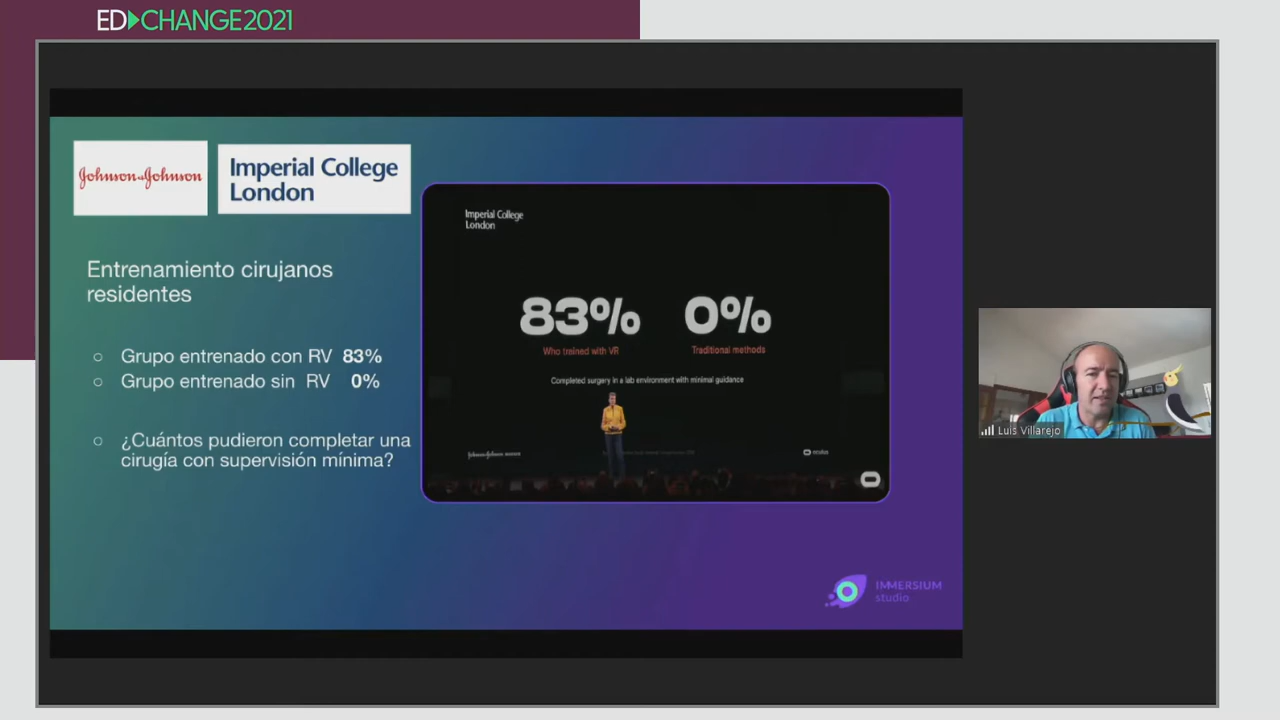 ED▶CHANGE2021
Johnson & Johnson
Imperial College
London
Entrenamiento cirujanos
residentes
○ Grupo entrenado con RV 83%
○ Grupo entrenado sin RV 0%
○ ¿Cuántos pudieron completar una
cirugía con supervisión mínima?
Imperial College
London
83% 0%
Who trained with VR Traditional methods
Completed surgery in a lab environment with minimal guidance
oculus
IMMERSIUM
studio
Luis Villarejo